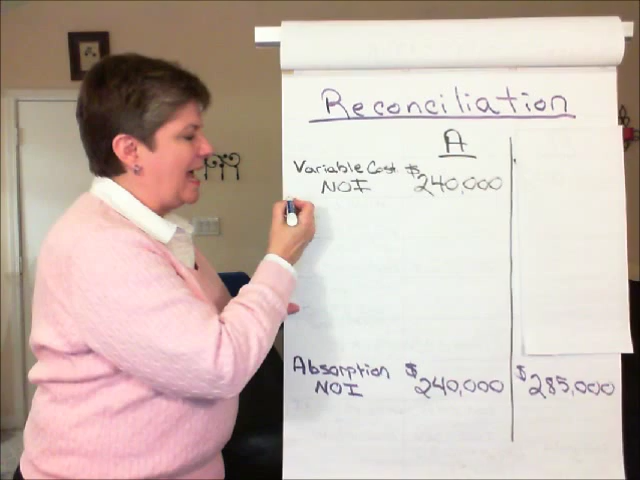 Reconciliation
A
Variable Cost $
NOI 240,000
Absorption $ $
NOI 240,000 285,000